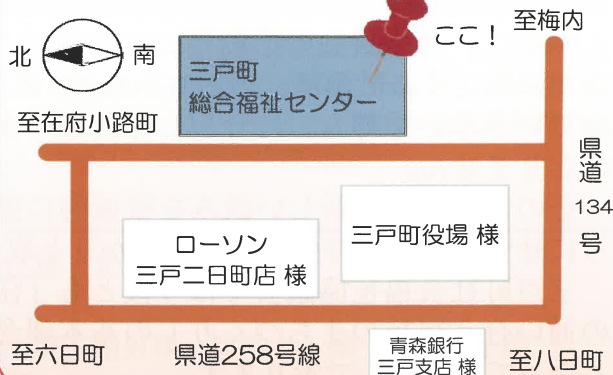 至梅内
ここ！
北
南
三戸町
総合福祉センター
至在府小路町
県道
134
号
三戸町役場 様
ローソン
三戸二日町店 様
青森銀行
三戸支店 様
至六日町
県道258号線
至八日町